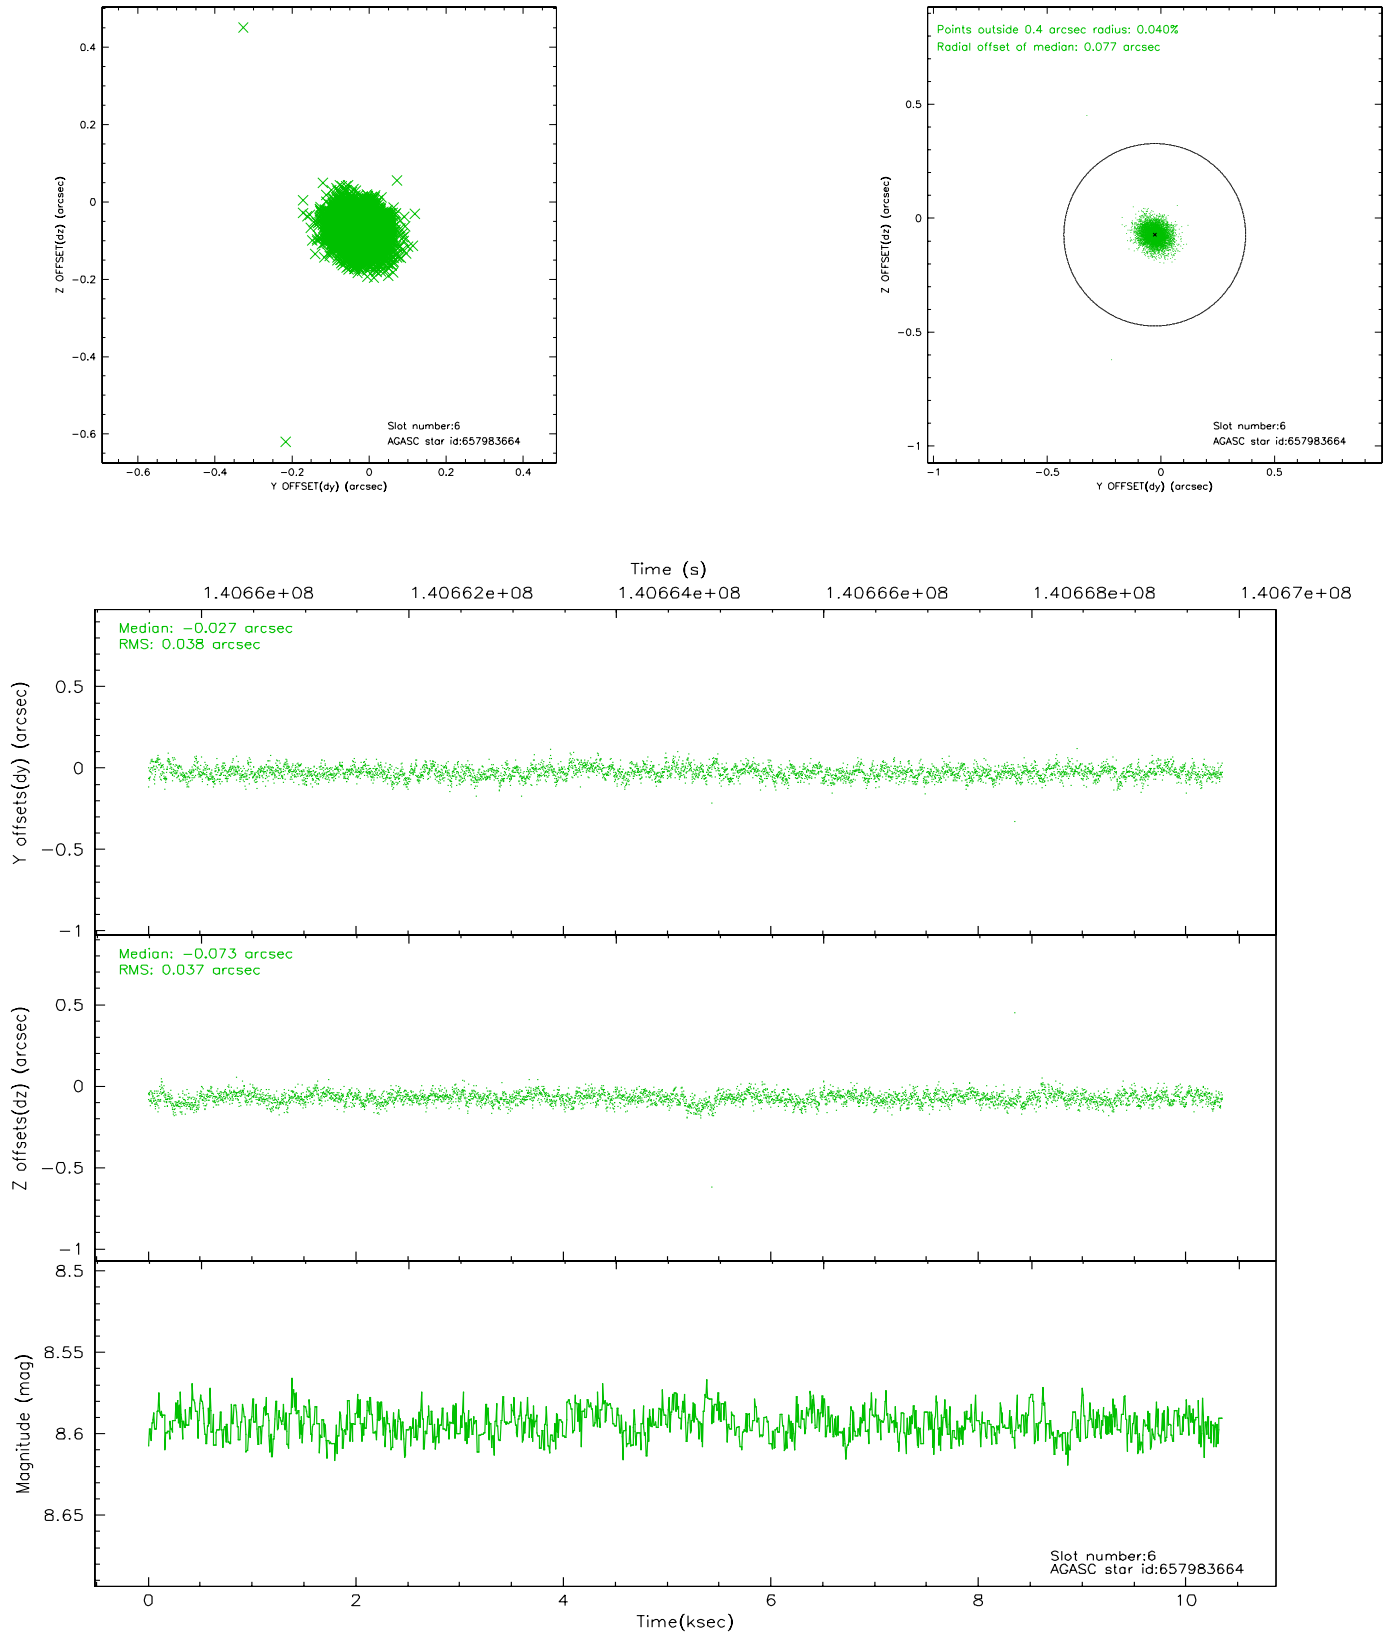 0.4
0.2
0
−0.2
−0.4
−0.6
Z OFFSET(dz) (arcsec)
Slot number:6
AGASC star id:657983664
−0.6
−0.4
−0.2
0
0.2
0.4
Y OFFSET(dy) (arcsec)
Points outside 0.4 arcsec radius: 0.040%
Radial offset of median: 0.077 arcsec
0.5
0
−0.5
−1
Z OFFSET(dz) (arcsec)
Slot number:6
AGASC star id:657983664
−1
−0.5
0
0.5
Y OFFSET(dy) (arcsec)
Time (s)
1.4066e+08
1.40662e+08
1.40664e+08
1.40666e+08
1.40668e+08
1.4067e+08
Median: −0.027 arcsec
RMS: 0.038 arcsec
0.5
0
−0.5
−1
Y offsets(dy) (arcsec)
Median: −0.073 arcsec
RMS: 0.037 arcsec
0.5
0
−0.5
−1
Z offsets(dz) (arcsec)
8.5
8.55
8.6
8.65
Magnitude (mag)
Slot number:6
AGASC star id:657983664
0
2
4
6
8
10
Time(ksec)